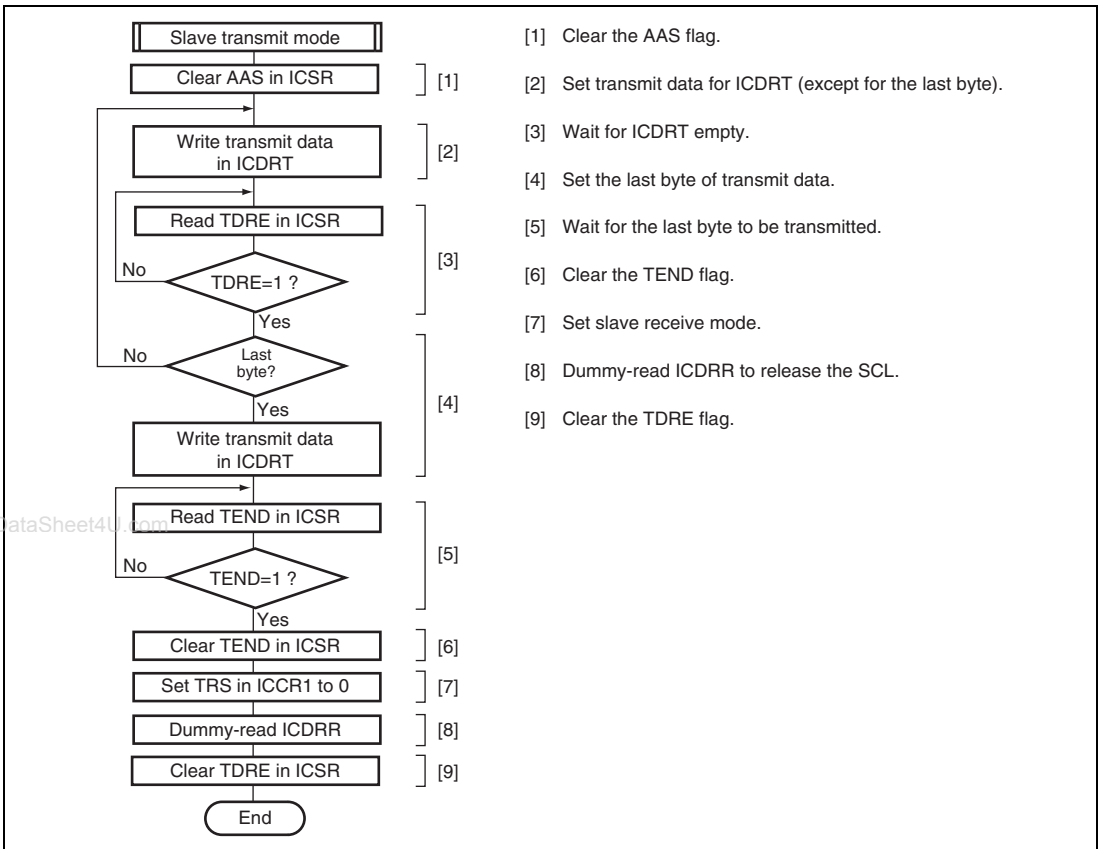 Slave transmit mode
Clear AAS in ICSR
[1]
Write transmit data
in ICDRT
[2]
Read TDRE in ICSR
No
TDRE=1 ?
[3]
Yes
No
Last
byte?
Yes
[4]
Write transmit data
in ICDRT
DataSheet4U.com
Read TEND in ICSR
No
TEND=1 ?
[5]
Yes
Clear TEND in ICSR
[6]
Set TRS in ICCR1 to 0
[7]
Dummy-read ICDRR
[8]
Clear TDRE in ICSR
[9]
End
[1] Clear the AAS flag.
[2] Set transmit data for ICDRT (except for the last byte).
[3] Wait for ICDRT empty.
[4] Set the last byte of transmit data.
[5] Wait for the last byte to be transmitted.
[6] Clear the TEND flag.
[7] Set slave receive mode.
[8] Dummy-read ICDRR to release the SCL.
[9] Clear the TDRE flag.